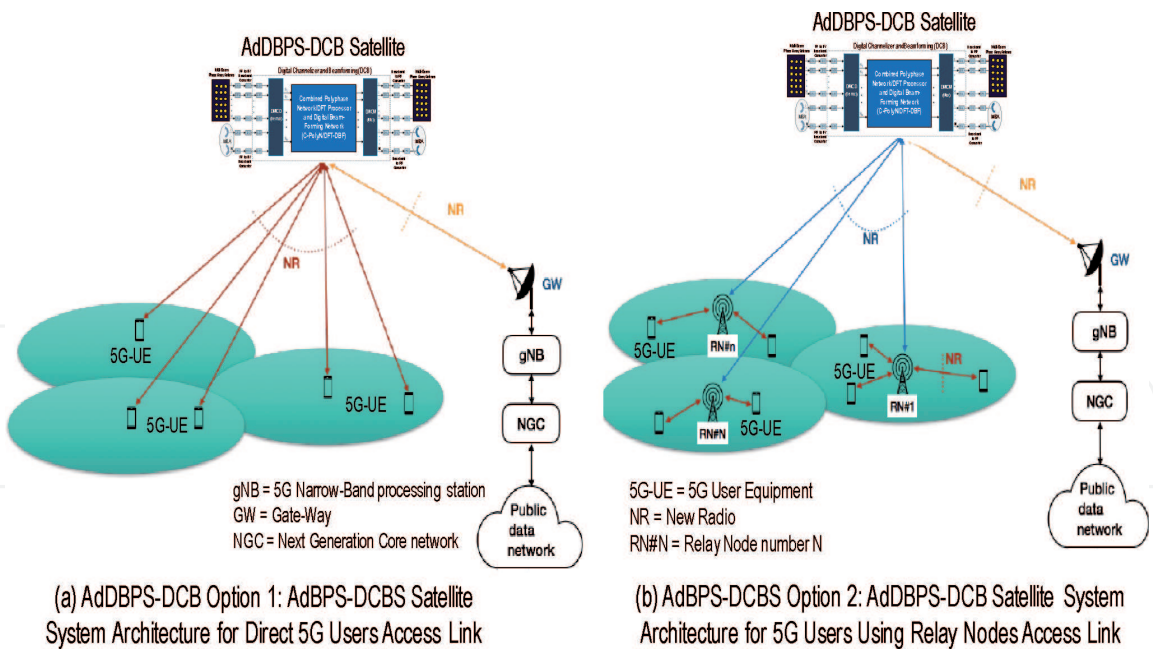 AdDBPS-DCB Satellite
Digital Channelizer and Beamforming (DCB)
Combined Polyphase
Network/DFT Processor
and Digital Beam-
Forming Network
(C-PolyN/DFT-DBF)
NR
NR
GW
5G-UE
5G-UE
5G-UE
gNB
NGC
Public
data
network
gNB = 5G Narrow-Band processing station
GW = Gate-Way
NGC = Next Generation Core network
(a) AdDBPS-DCB Option 1: AdBPS-DCBS Satellite
System Architecture for Direct 5G Users Access Link
AdDBPS-DCB Satellite
Digital Channelizer and Beamforming (DCB)
Combined Polyphase
Network/DFT Processor
and Digital Beam-
Forming Network
(C-PolyN/DFT-DBF)
NR
NR
GW
5G-UE
RN#n
5G-UE
NR
RN#1
RN#N
5G-UE
gNB
NGC
Public
data
network
5G-UE = 5G User Equipment
NR = New Radio
RN#N = Relay Node number N
(b) AdBPS-DCBS Option 2: AdDBPS-DCB Satellite System
Architecture for 5G Users Using Relay Nodes Access Link